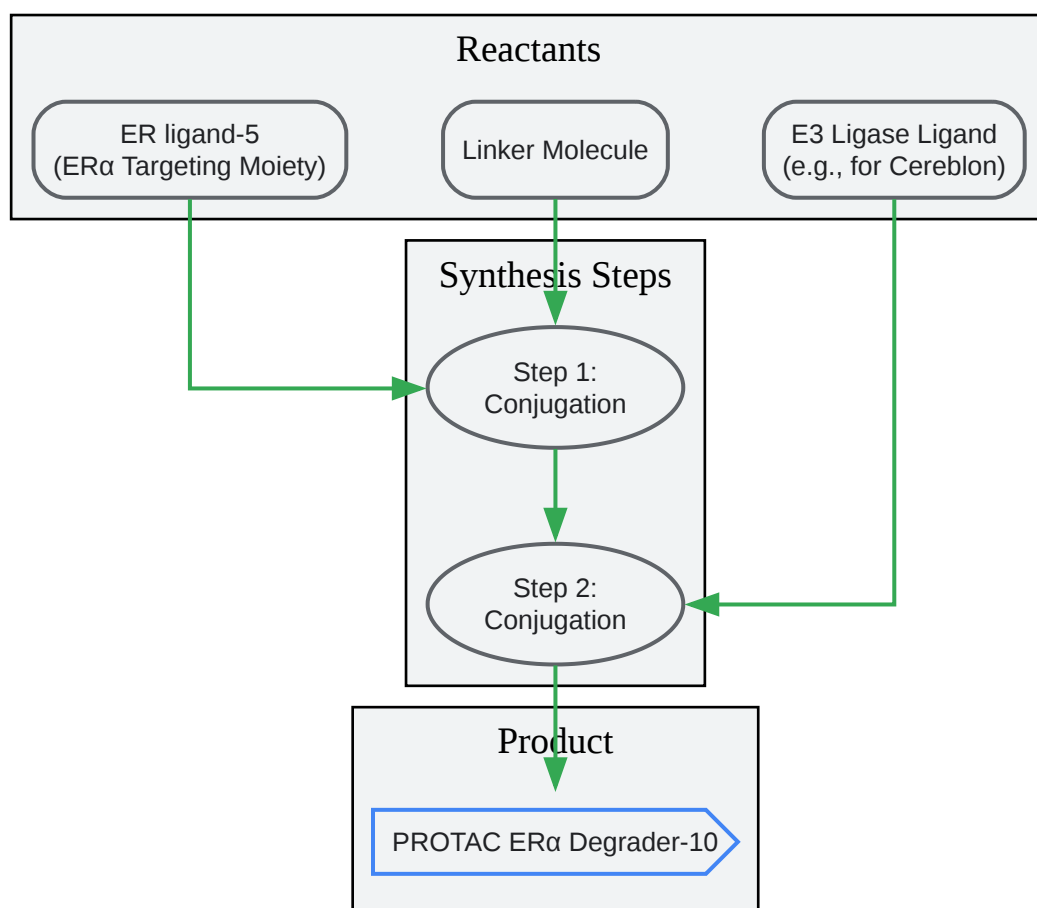 Reactants
ER ligand-5
(ERα Targeting Moiety)
Linker Molecule
E3 Ligase Ligand
(e.g., for Cereblon)
Synthesis Steps
Step 1:
Conjugation
Step 2:
Conjugation
Product
PROTAC ERα Degrader-10